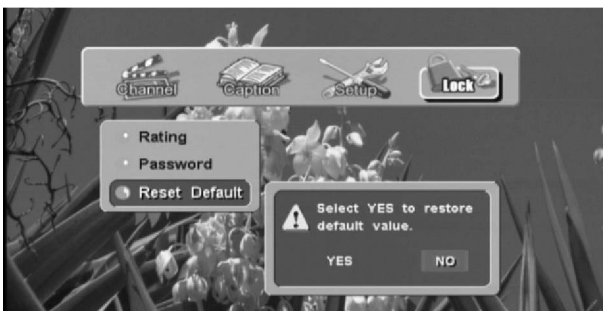 Channel
Caption
Setup
Lock
Rating
Password
Reset Default
Select YES to restore
default value.
YES
NO